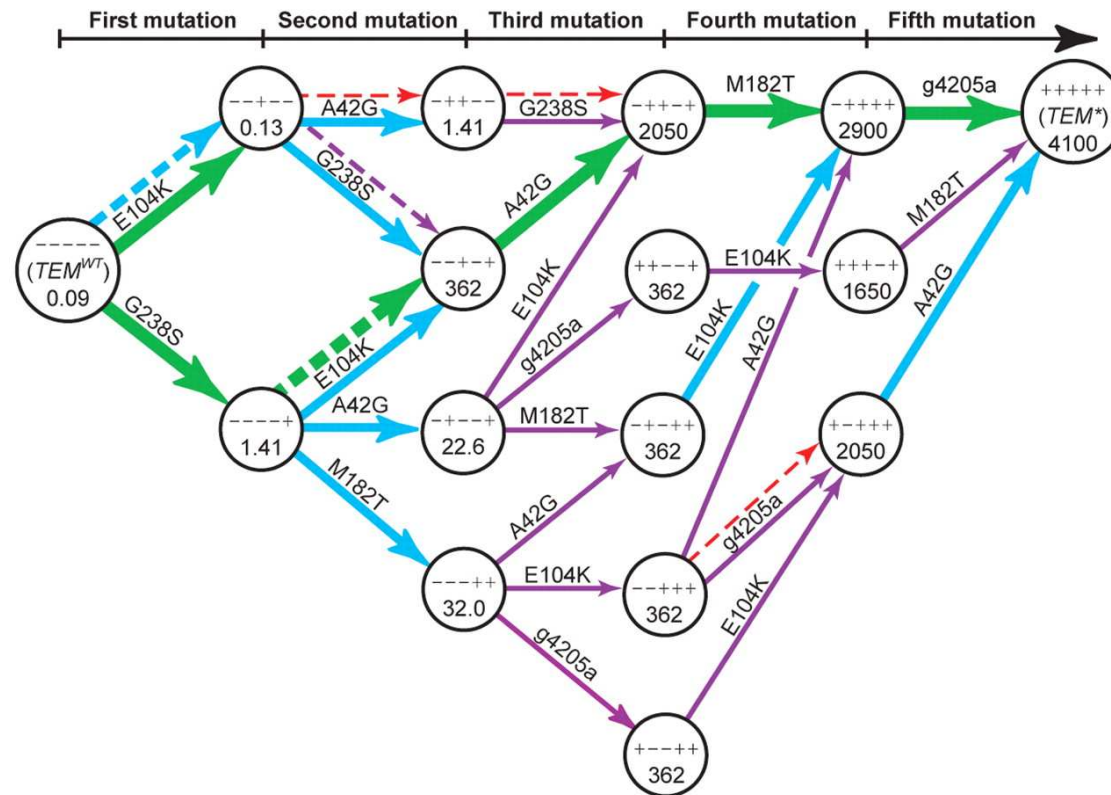 First mutation Second mutation Third mutation Fourth mutation Fifth mutation
−−+−−
0.13
A42G
−++−−
1.41
G238S
−++−+
2050
M182T
−++++
2900
g4205a
+++++
(TEM*)
4100
E104K
G238S
A42G
M182T
−−−−−
(TEM^WT)
0.09
−−+−+
362
E104K
++−−+
362
E104K
+++−+
1650
G238S
E104K
g4205a
E104K
A42G
A42G
−−−−+
1.41
A42G
−+−−+
22.6
M182T
−+−++
362
+−+++
2050
M182T
A42G
g4205a
−−−++
32.0
E104K
−−+++
362
E104K
g4205a
+−−++
362